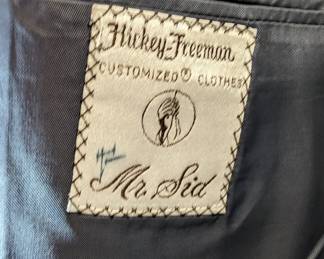 Hickey-Freeman
CUSTOMIZED® CLOTHES
Mr. Sid